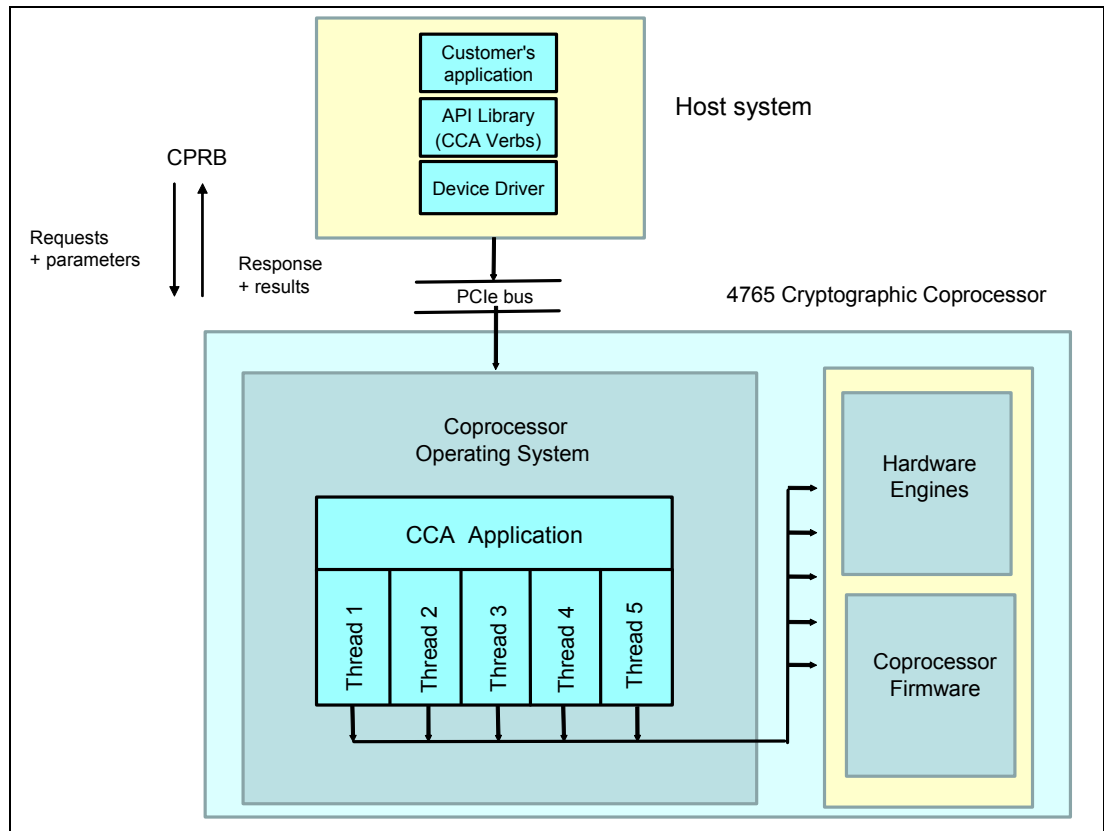 Customer's
application
API Library
(CCA Verbs)
Device Driver
Host system
CPRB
Requests
+ parameters
Response
+ results
PCIe bus
4765 Cryptographic Coprocessor
Coprocessor
Operating System
CCA Application
Thread 1
Thread 2
Thread 3
Thread 4
Thread 5
Hardware
Engines
Coprocessor
Firmware